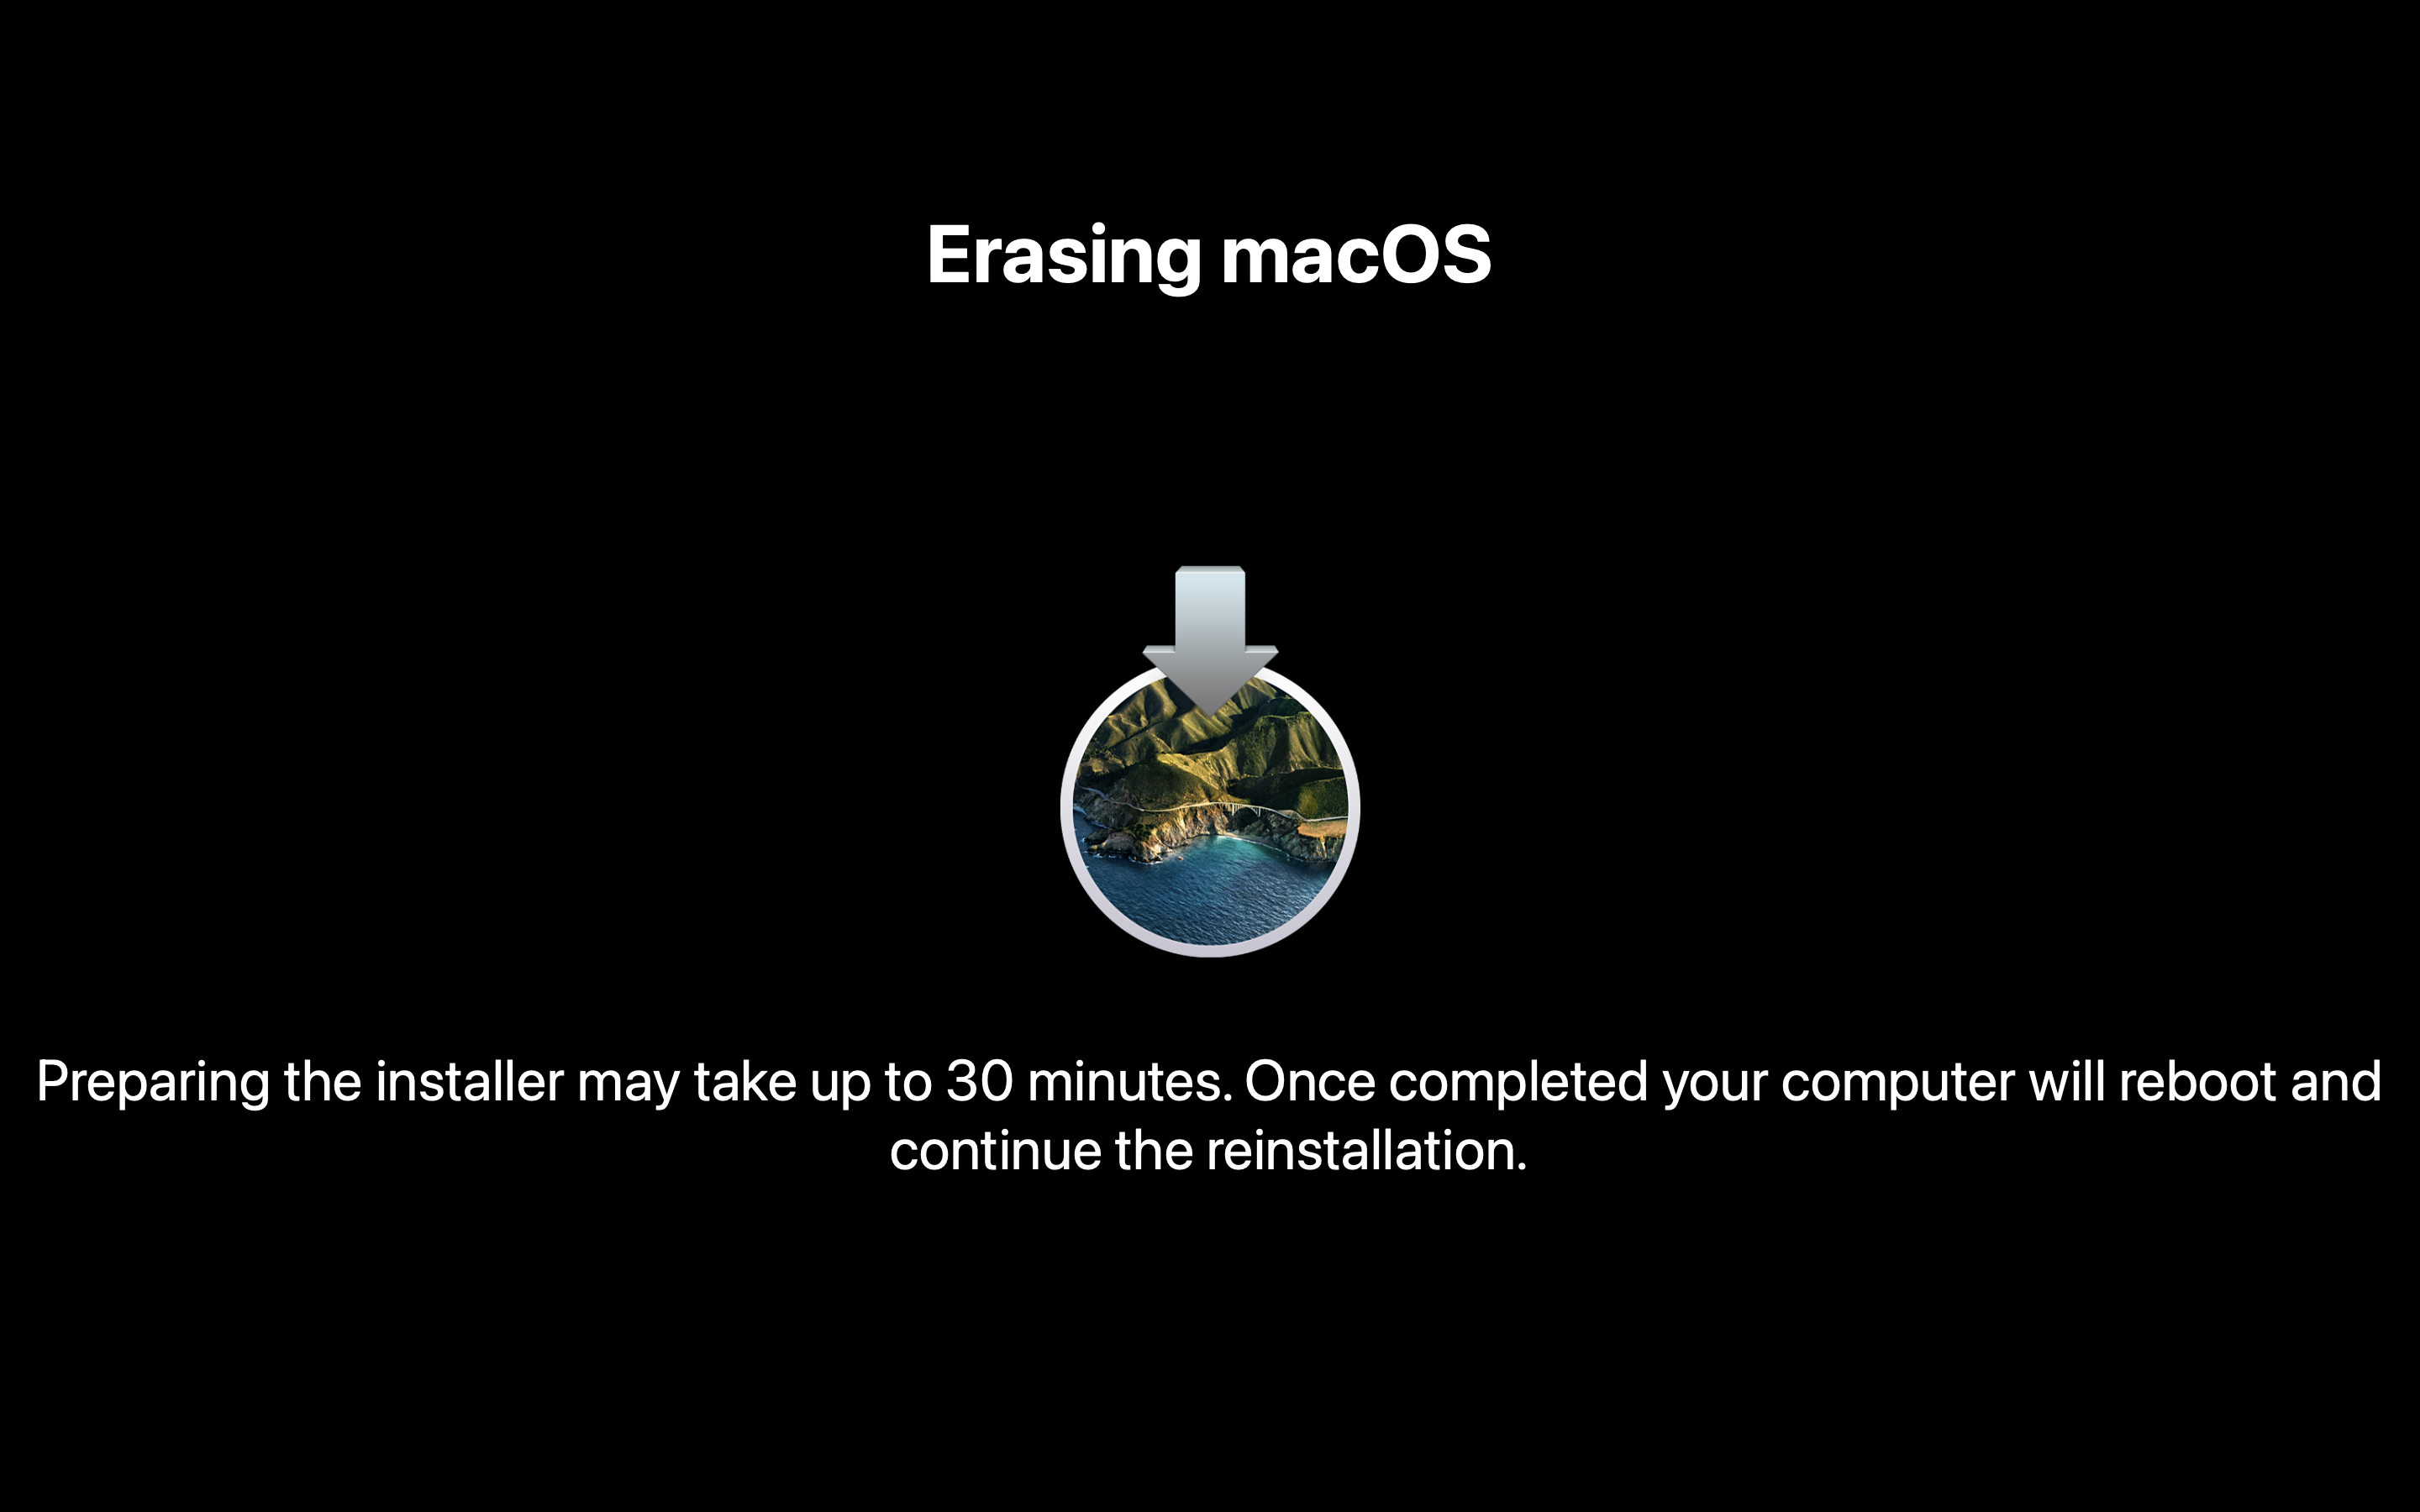 Erasing macOS
Preparing the installer may take up to 30 minutes. Once completed your computer will reboot and
continue the reinstallation.